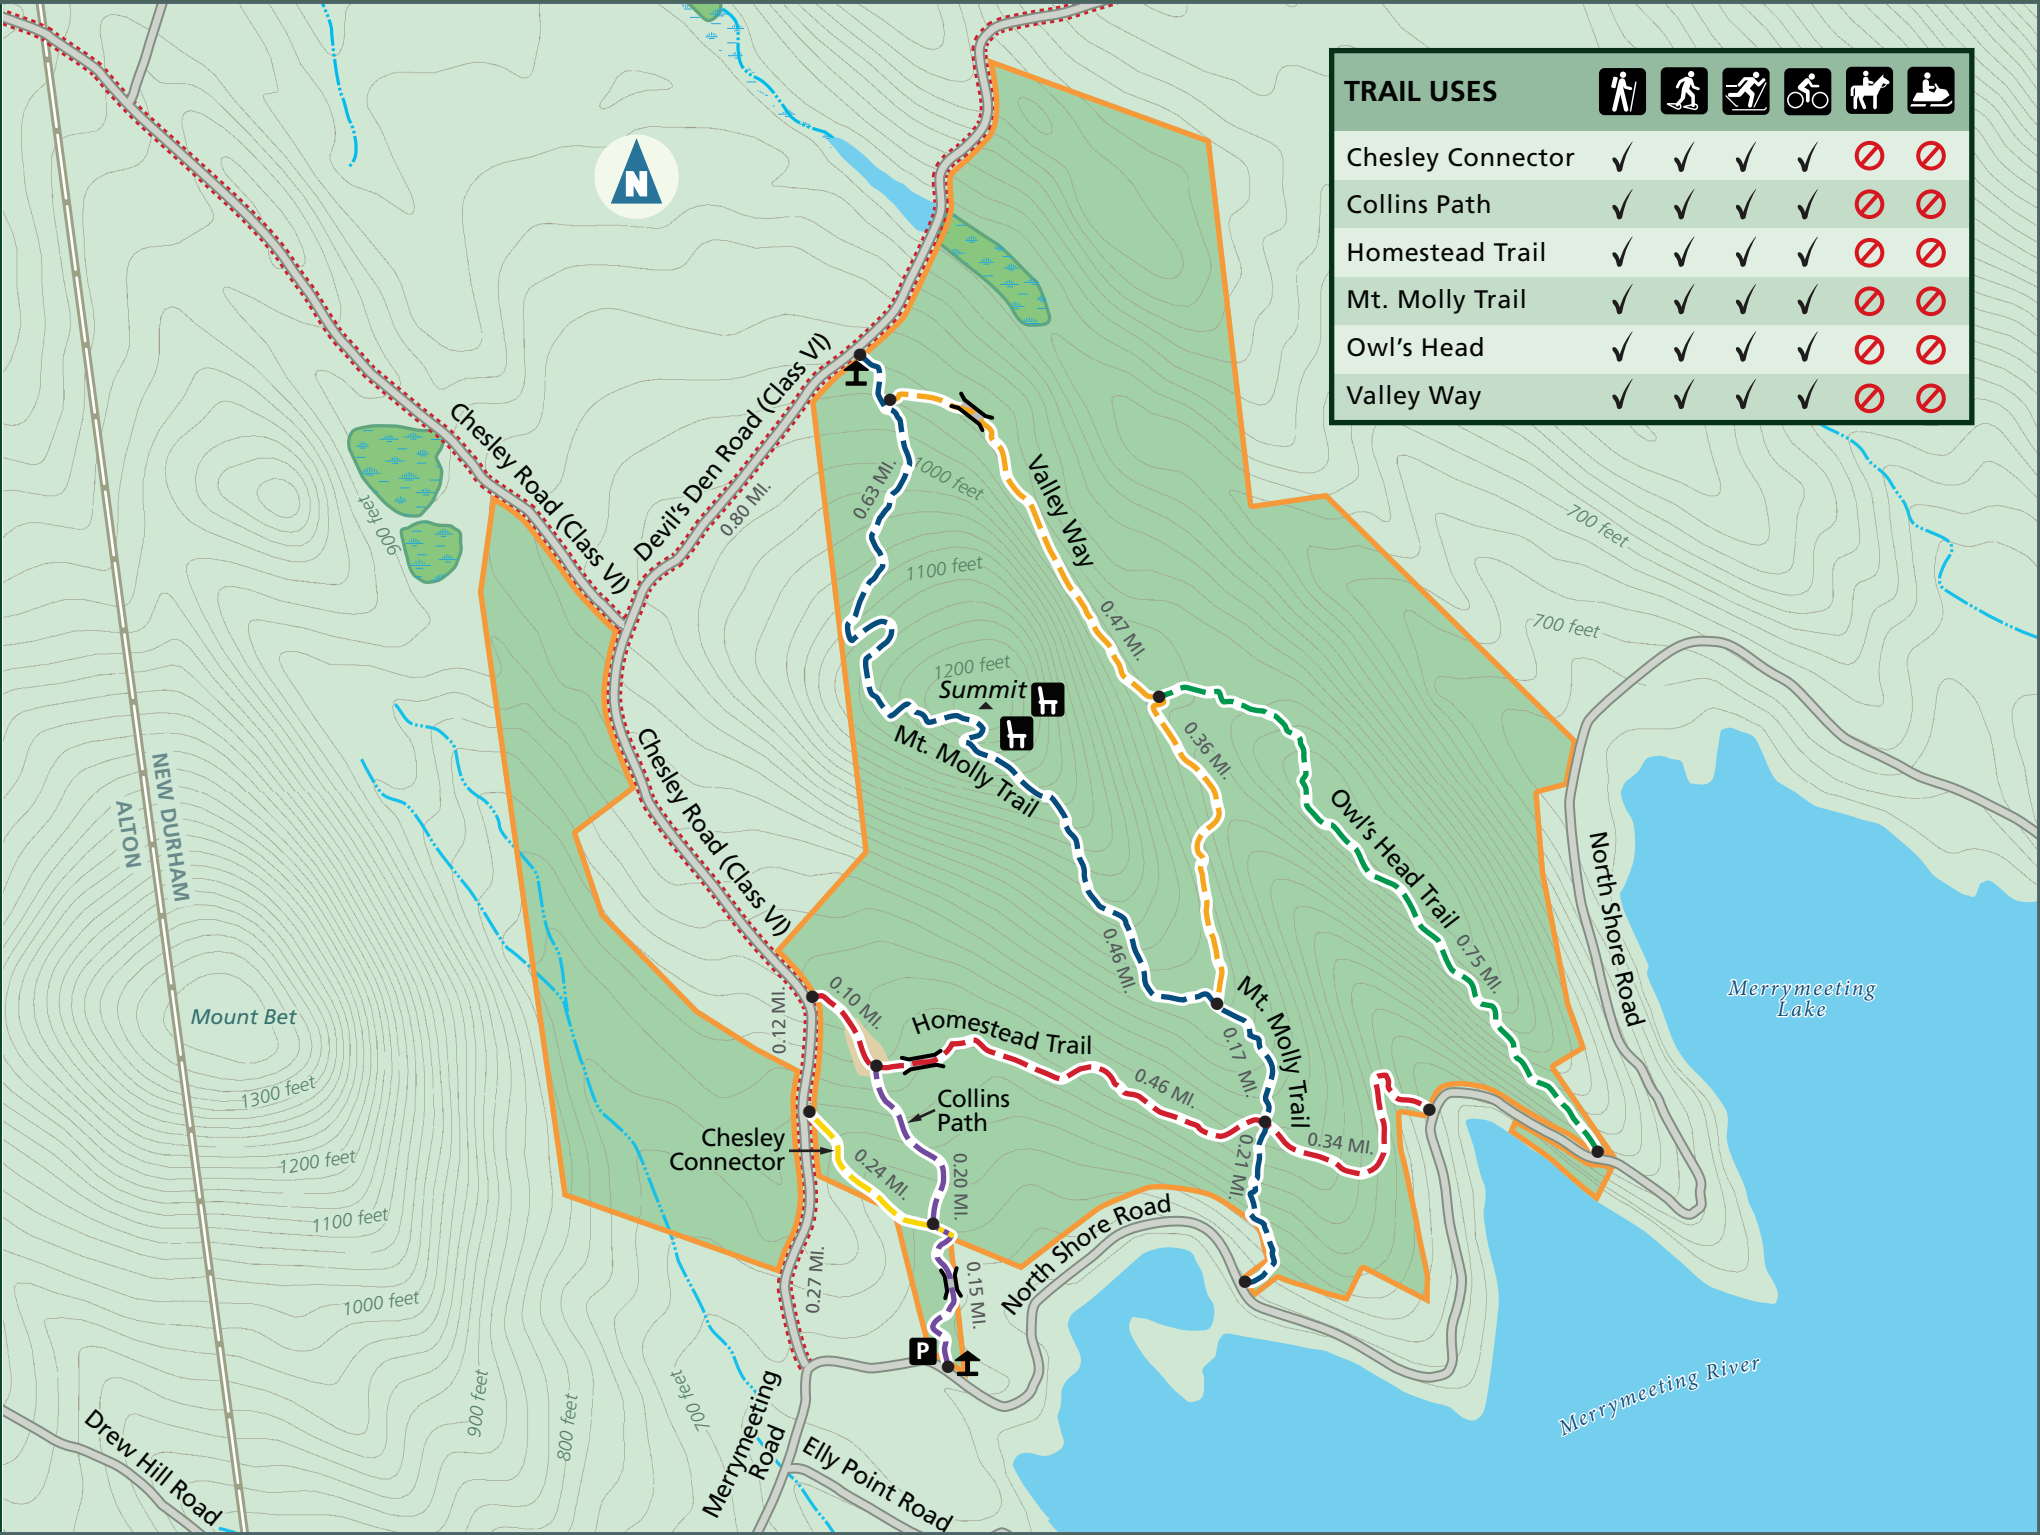 TRAIL USES
Chesley Connector
Collins Path
Homestead Trail
Mt. Molly Trail
Owl's Head
Valley Way
N
Chesley Road (Class VI)
Devil's Den Road (Class VI)
0.80 MI.
900 feet
0.63 MI.
1000 feet
1100 feet
1200 feet
Summit
Valley Way
0.47 MI.
0.36 MI.
700 feet
700 feet
Mt. Molly Trail
Owl's Head Trail
0.75 MI.
North Shore Road
Merrymeeting
Lake
NEW DURHAM
ALTON
Chesley Road (Class VI)
0.46 MI.
Mount Bet
0.12 MI.
0.10 MI.
Homestead Trail
0.46 MI.
Mt. Molly Trail
0.17 MI.
0.34 MI.
0.21 MI.
Collins
Path
Chesley
Connector
0.24 MI.
0.20 MI.
0.15 MI.
0.27 MI.
North Shore Road
P
1300 feet
1200 feet
1100 feet
1000 feet
900 feet
800 feet
700 feet
Merrymeeting
Road
Elly Point Road
Drew Hill Road
Merrymeeting River